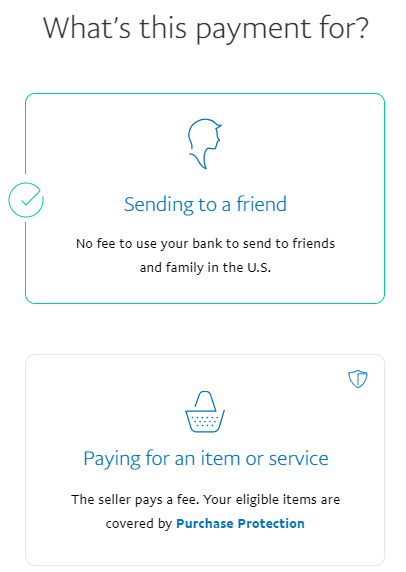 What's this payment for?
Sending to a friend
No fee to use your bank to send to friends
and family in the U.S.
Paying for an item or service
The seller pays a fee. Your eligible items are
covered by Purchase Protection